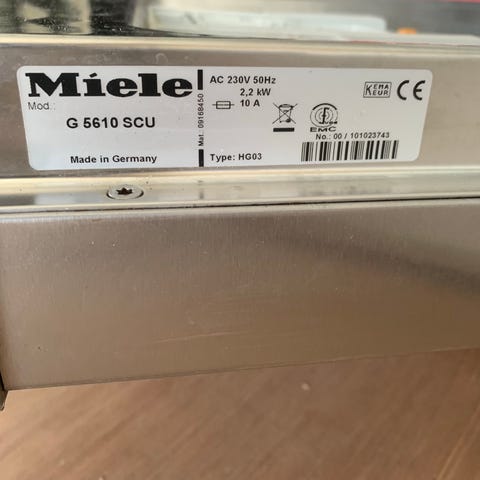 Miele
Mod.:
G 5610 SCU
Made in Germany
Mat. 09168450
AC 230V 50Hz
2,2 kW
10 A
Type: HG03
KEMA
KEUR
CE
EMC
No.: 00 / 101023743